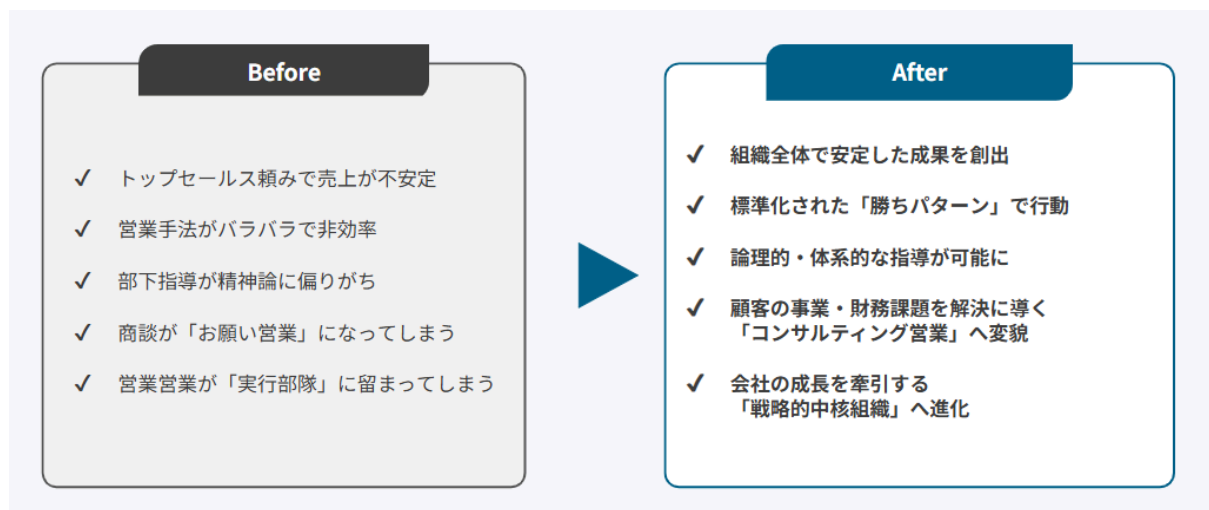 Before
トップセールス頼みで売上が不安定
営業手法がバラバラで非効率
部下指導が精神論に偏りがち
商談が「お願い営業」になってしまう
営業営業が「実行部隊」に留まってしまう
After
組織全体で安定した成果を創出
標準化された「勝ちパターン」で行動
論理的・体系的な指導が可能に
顧客の事業・財務課題を解決に導く
「コンサルティング営業」へ変貌
会社の成長を牽引する
「戦略的中核組織」へ進化